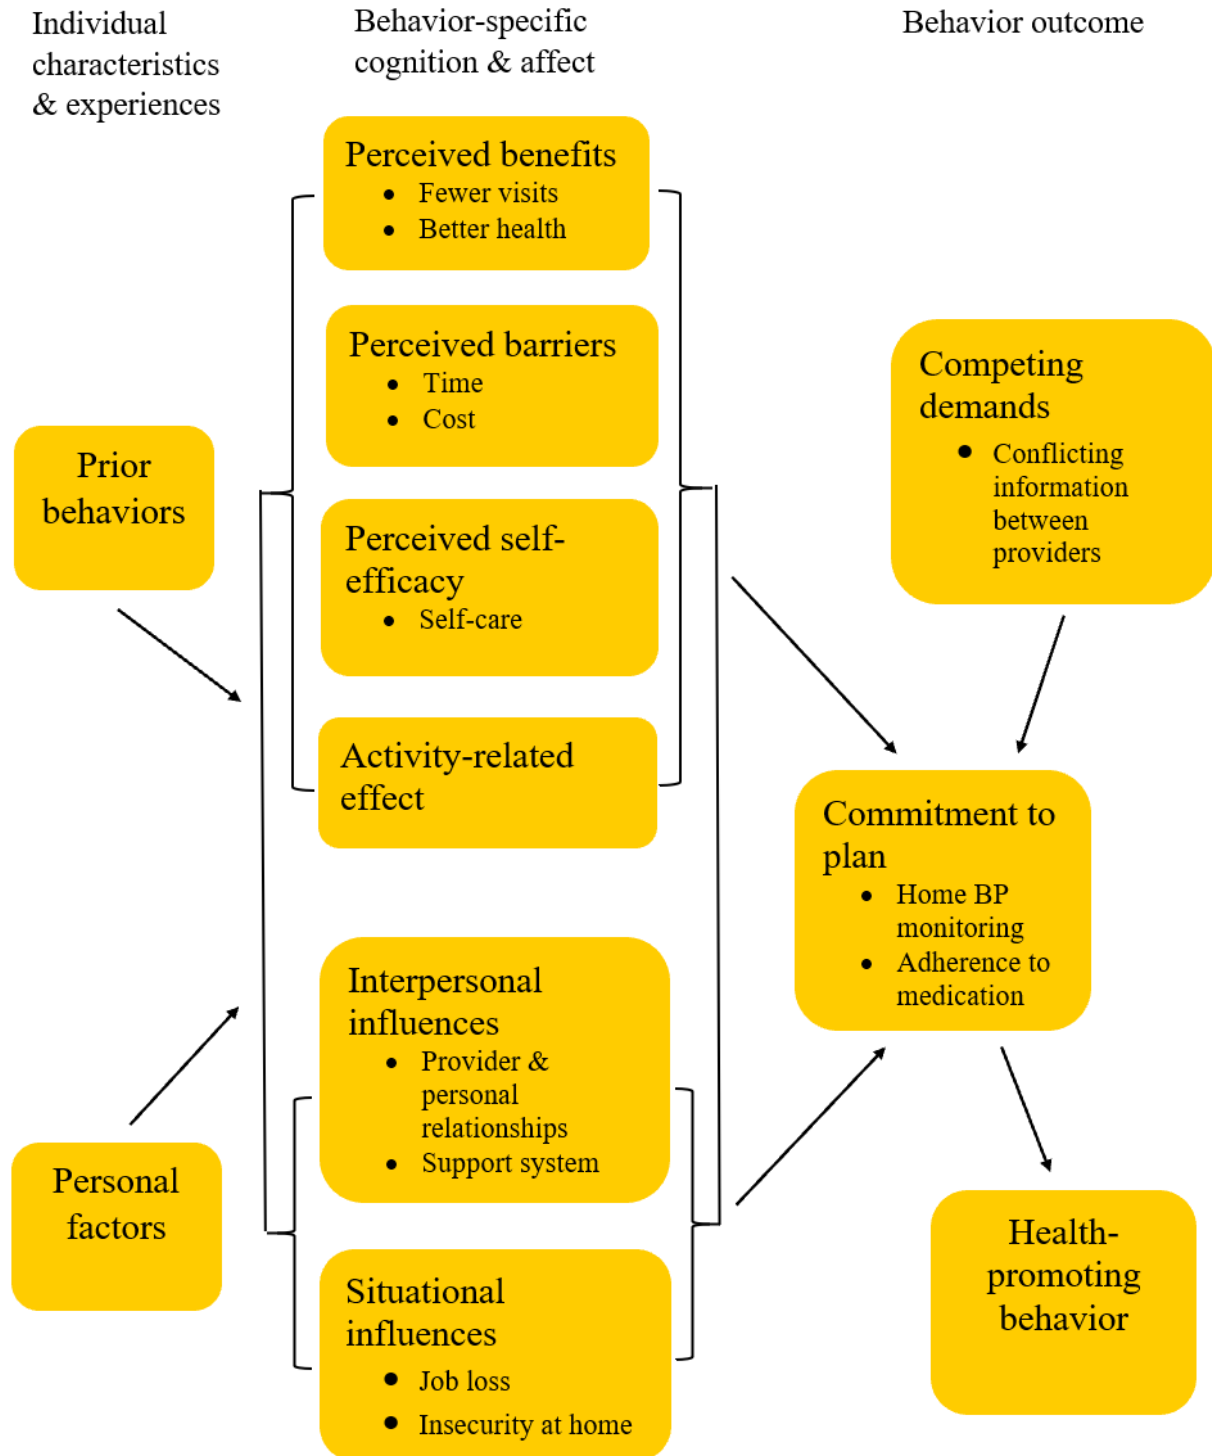 Individual
characteristics
& experiences
Behavior-specific
cognition & affect
Behavior outcome
Prior
behaviors
Personal
factors
Perceived benefits
• Fewer visits
• Better health
Perceived barriers
• Time
• Cost
Perceived self-
efficacy
• Self-care
Activity-related
effect
Interpersonal
influences
• Provider &
personal
relationships
• Support system
Situational
influences
• Job loss
• Insecurity at home
Competing
demands
• Conflicting
information
between
providers
Commitment to
plan
• Home BP
monitoring
• Adherence to
medication
Health-
promoting
behavior